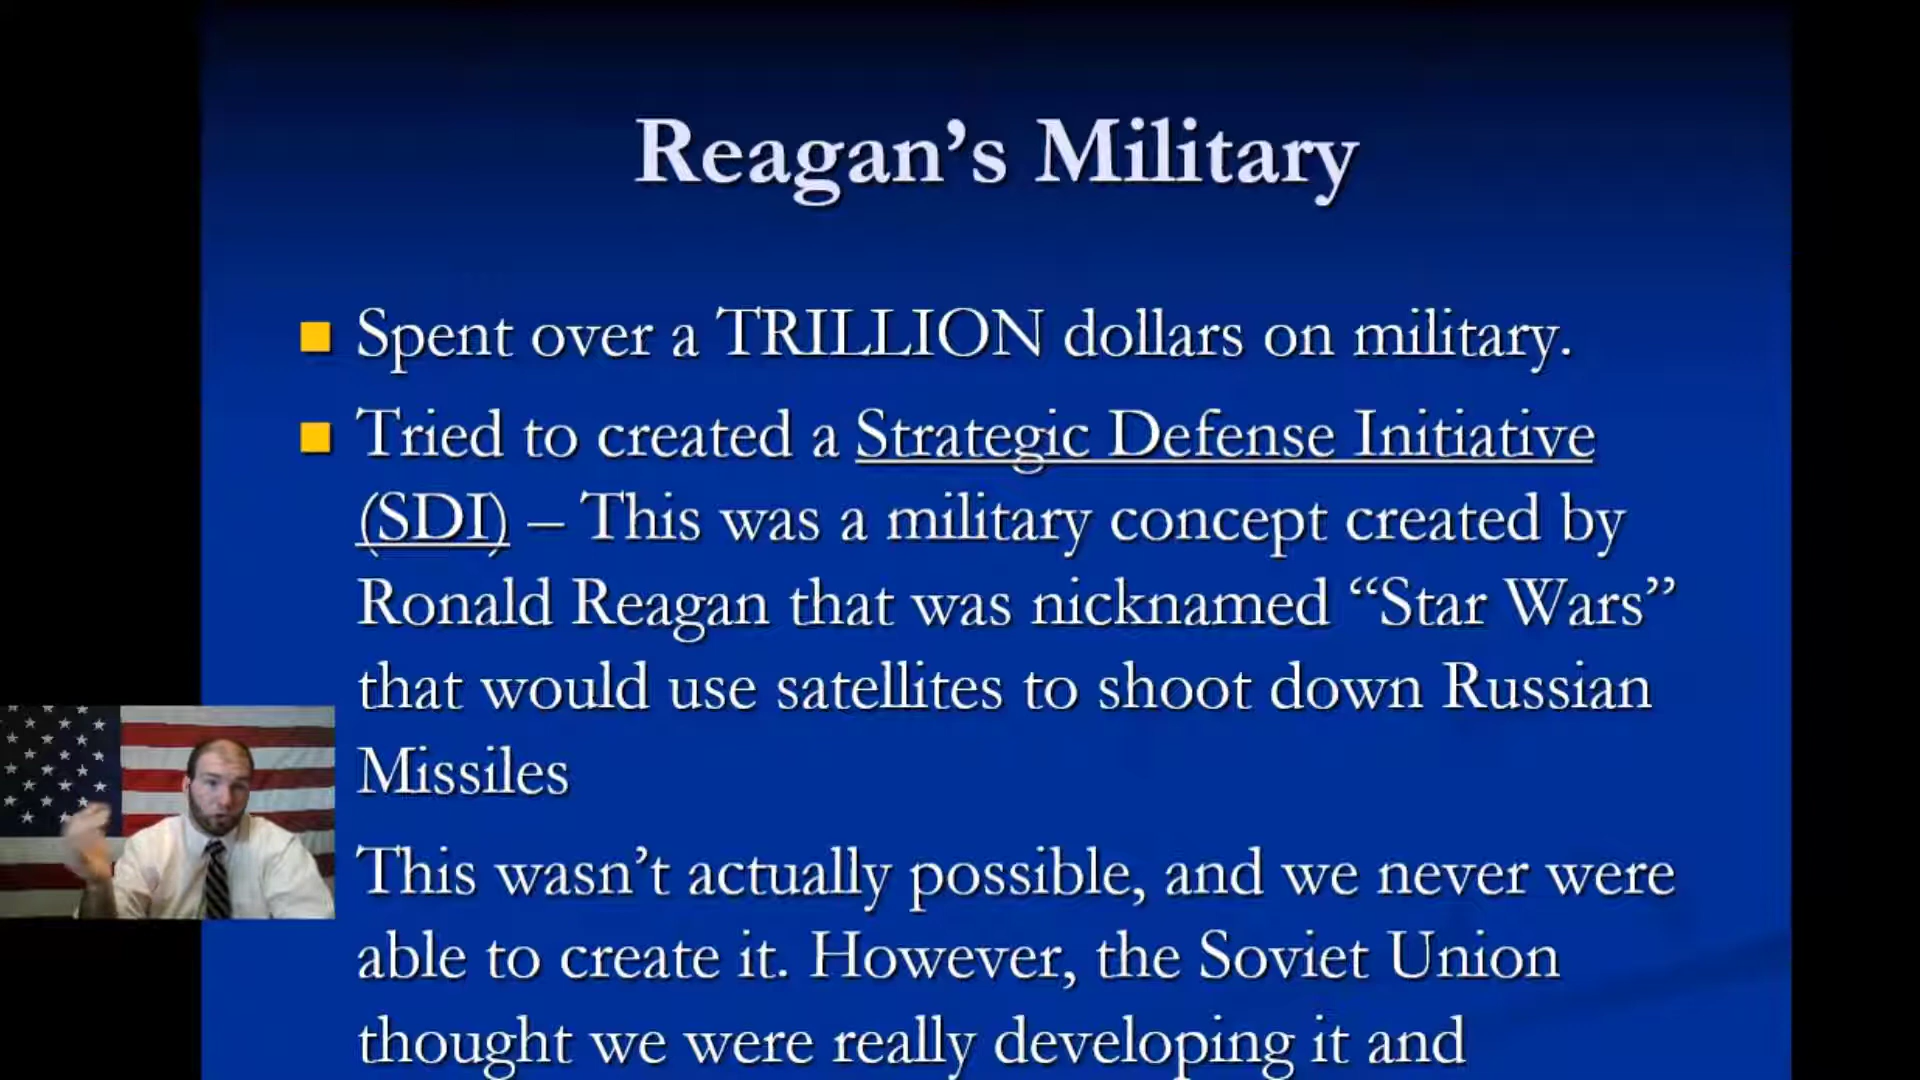 Reagan’s Military
Spent over a TRILLION dollars on military.
Tried to created a Strategic Defense Initiative
(SDI) – This was a military concept created by
Ronald Reagan that was nicknamed “Star Wars”
that would use satellites to shoot down Russian
Missiles
This wasn’t actually possible, and we never were
able to create it. However, the Soviet Union
thought we were really developing it and